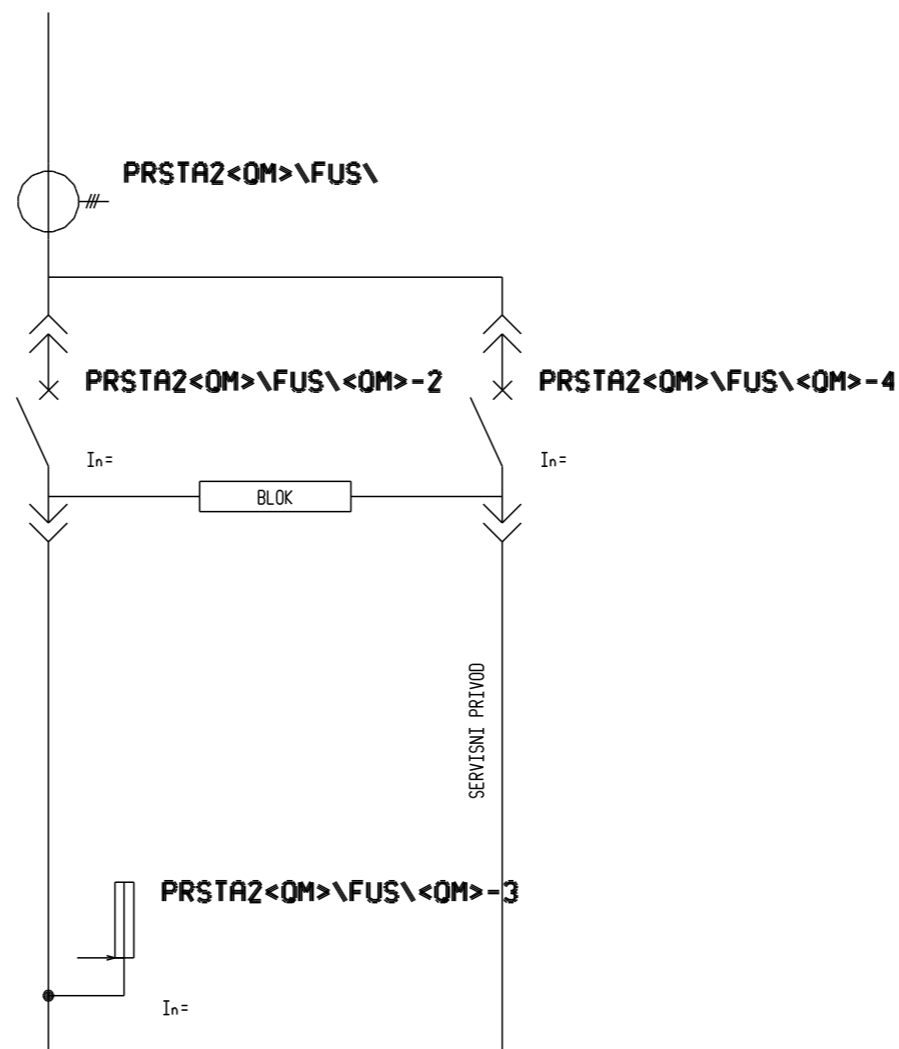 PRSTA2<QM>\FUS\
PRSTA2<QM>\FUS\<QM>-2
PRSTA2<QM>\FUS\<QM>-4
In=
In=
BLOK
SERVISNI PRIVOD
PRSTA2<QM>\FUS\<QM>-3
In=